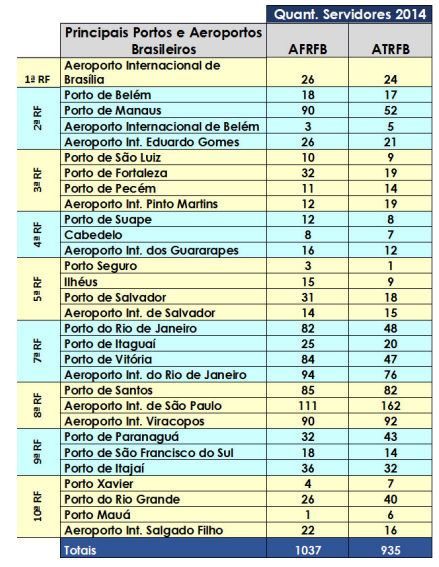 Quant. Servidores 2014
Principais Portos e Aeroportos
Brasileiros AFRFB ATRFB
1ª RF Aeroporto Internacional de
Brasília 26 24
2ª RF
Porto de Belém 18 17
Porto de Manaus 90 52
Aeroporto Internacional de Belém 3 5
Aeroporto Int. Eduardo Gomes 26 21
3ª RF
Porto de São Luiz 10 9
Porto de Fortaleza 32 19
Porto de Pecém 11 14
Aeroporto Int. Pinto Martins 12 19
4ª RF
Porto de Suape 12 8
Cabedelo 8 7
Aeroporto Int. dos Guararapes 16 12
5ª RF
Porto Seguro 3 1
Ilhéus 15 9
Porto de Salvador 31 18
Aeroporto Int. de Salvador 14 15
7ª RF
Porto do Rio de Janeiro 82 48
Porto de Itaguaí 25 20
Porto de Vitória 84 47
Aeroporto Int. do Rio de Janeiro 94 76
8ª RF
Porto de Santos 85 82
Aeroporto Int. de São Paulo 111 162
Aeroporto Int. Viracopos 90 92
9ª RF
Porto de Paranaguá 32 43
Porto de São Francisco do Sul 18 14
Porto de Itajaí 36 32
10ª RF
Porto Xavier 4 7
Porto do Rio Grande 26 40
Porto Mauá 1 6
Aeroporto Int. Salgado Filho 22 16
Totais 1037 935